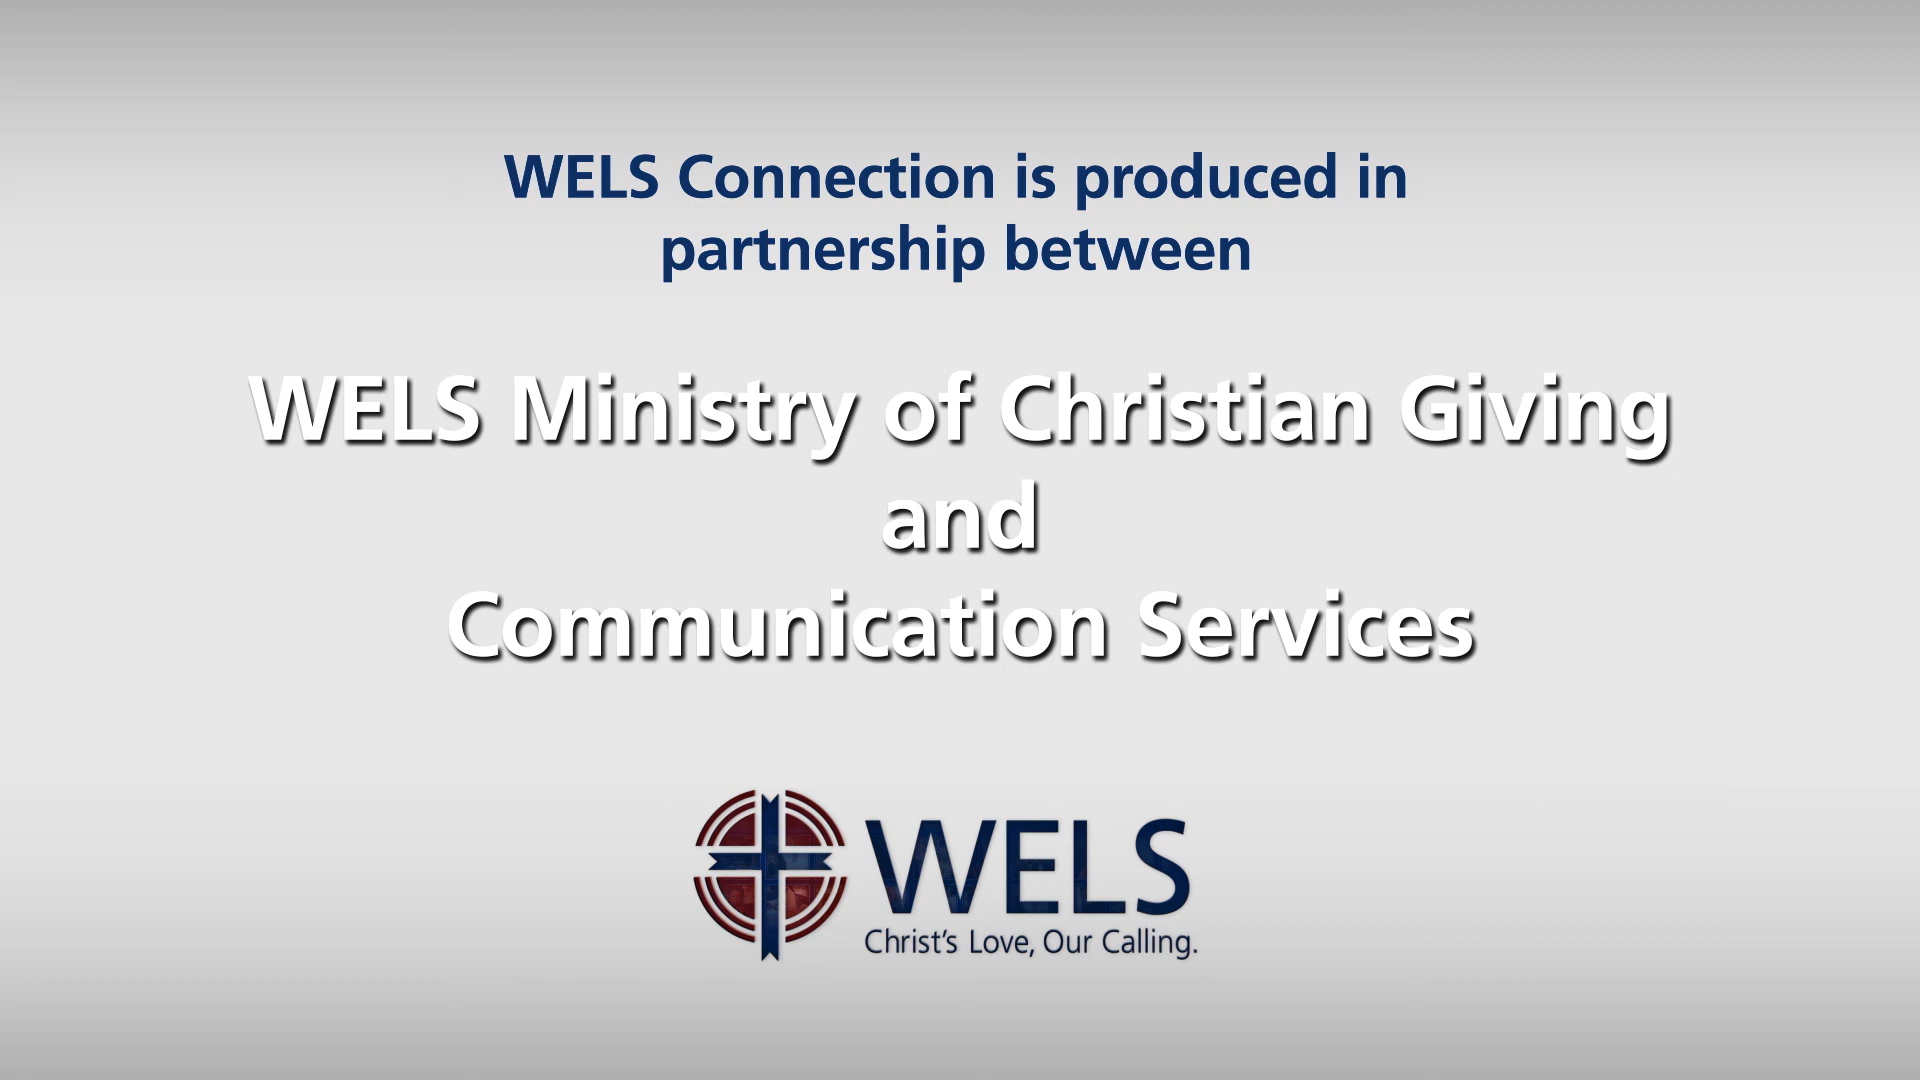 WELS Connection is produced in
partnership between
WELS Ministry of Christian Giving
and
Communication Services
WELS
Christ's Love, Our Calling.